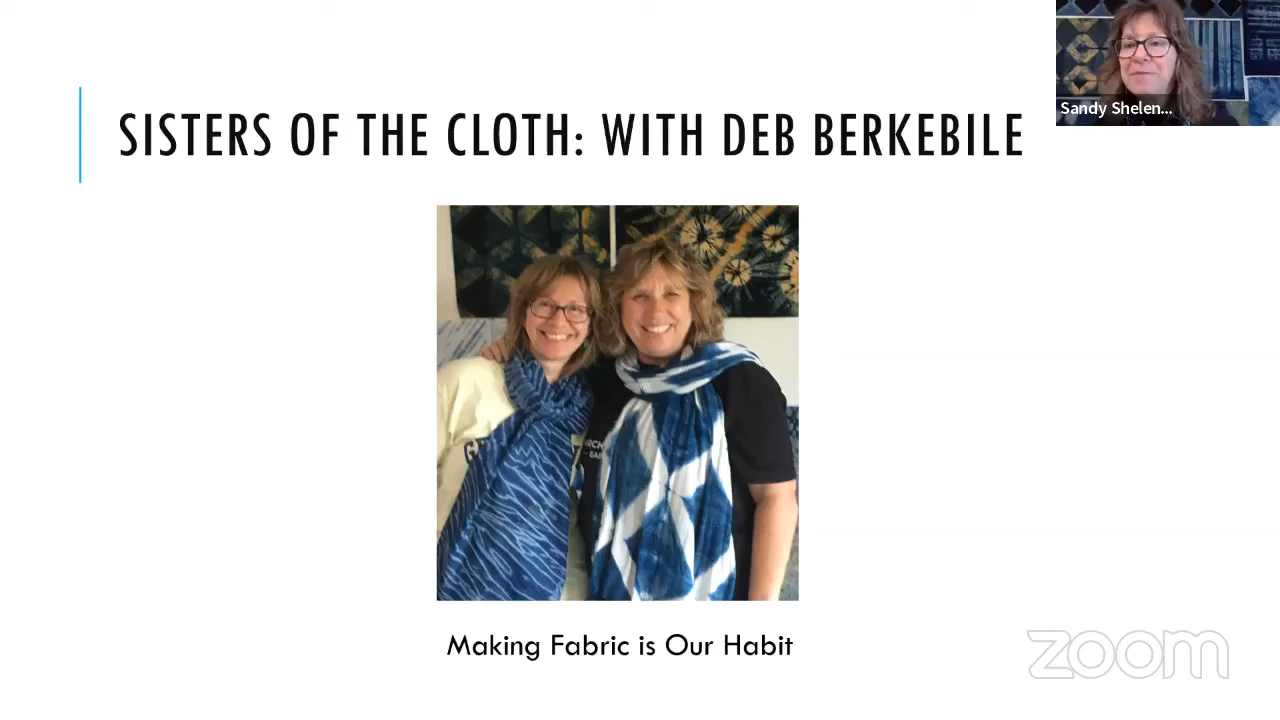 SISTERS OF THE CLOTH: WITH DEB BERKEBILE
Sandy Shelen...
Making Fabric is Our Habit
zoom